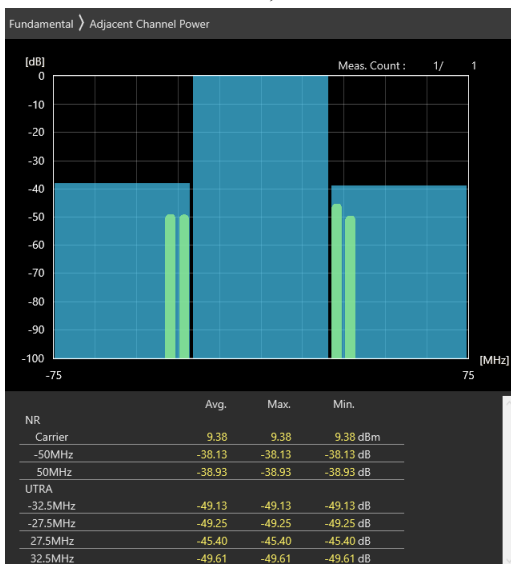 Fundamental 〉 Adjacent Channel Power
[dB] Meas. Count : 1/ 1
0
-10
-20
-30
-40
-50
-60
-70
-80
-90
-100
[MHz]
-75 75
Avg. Max. Min.
NR
Carrier 9.38 9.38 9.38 dBm
-50MHz -38.13 -38.13 -38.13 dB
50MHz -38.93 -38.93 -38.93 dB
UTRA
-32.5MHz -49.13 -49.13 -49.13 dB
-27.5MHz -49.25 -49.25 -49.25 dB
27.5MHz -45.40 -45.40 -45.40 dB
32.5MHz -49.61 -49.61 -49.61 dB